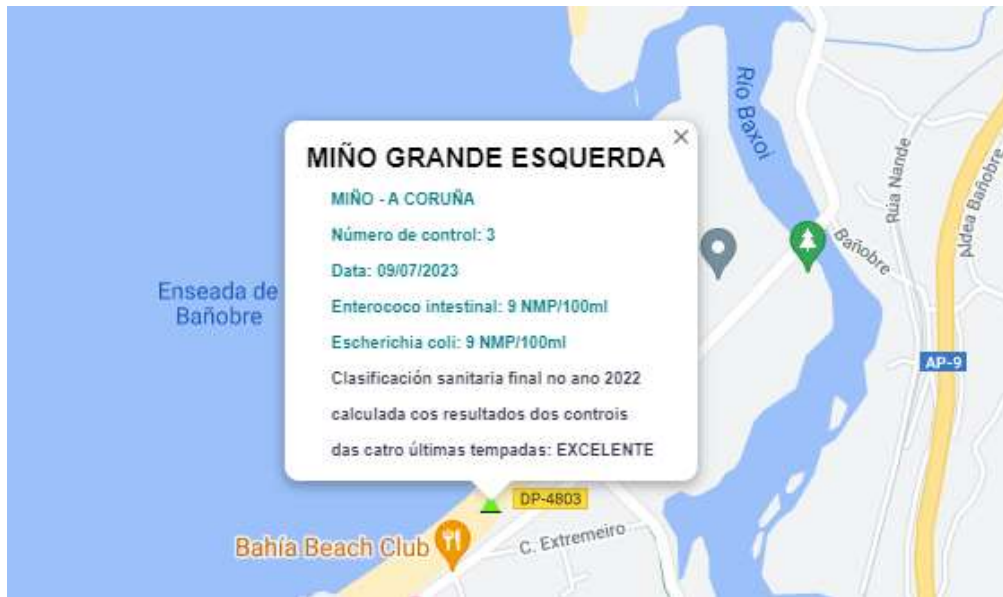 Río Baxoi
MIÑO GRANDE ESQUERDA
×
MIÑO - A CORUÑA
Número de control: 3
Data: 09/07/2023
Enterococo intestinal: 9 NMP/100ml
Escherichia coli: 9 NMP/100ml
Clasificación sanitaria final no ano 2022
calculada cos resultados dos controis
das catro últimas tempadas: EXCELENTE
Enseada de
Bañobre
Bañobre
Rúa Nande
Aldea Bañobre
AP-9
DP-4803
Bahía Beach Club
C. Extremeiro